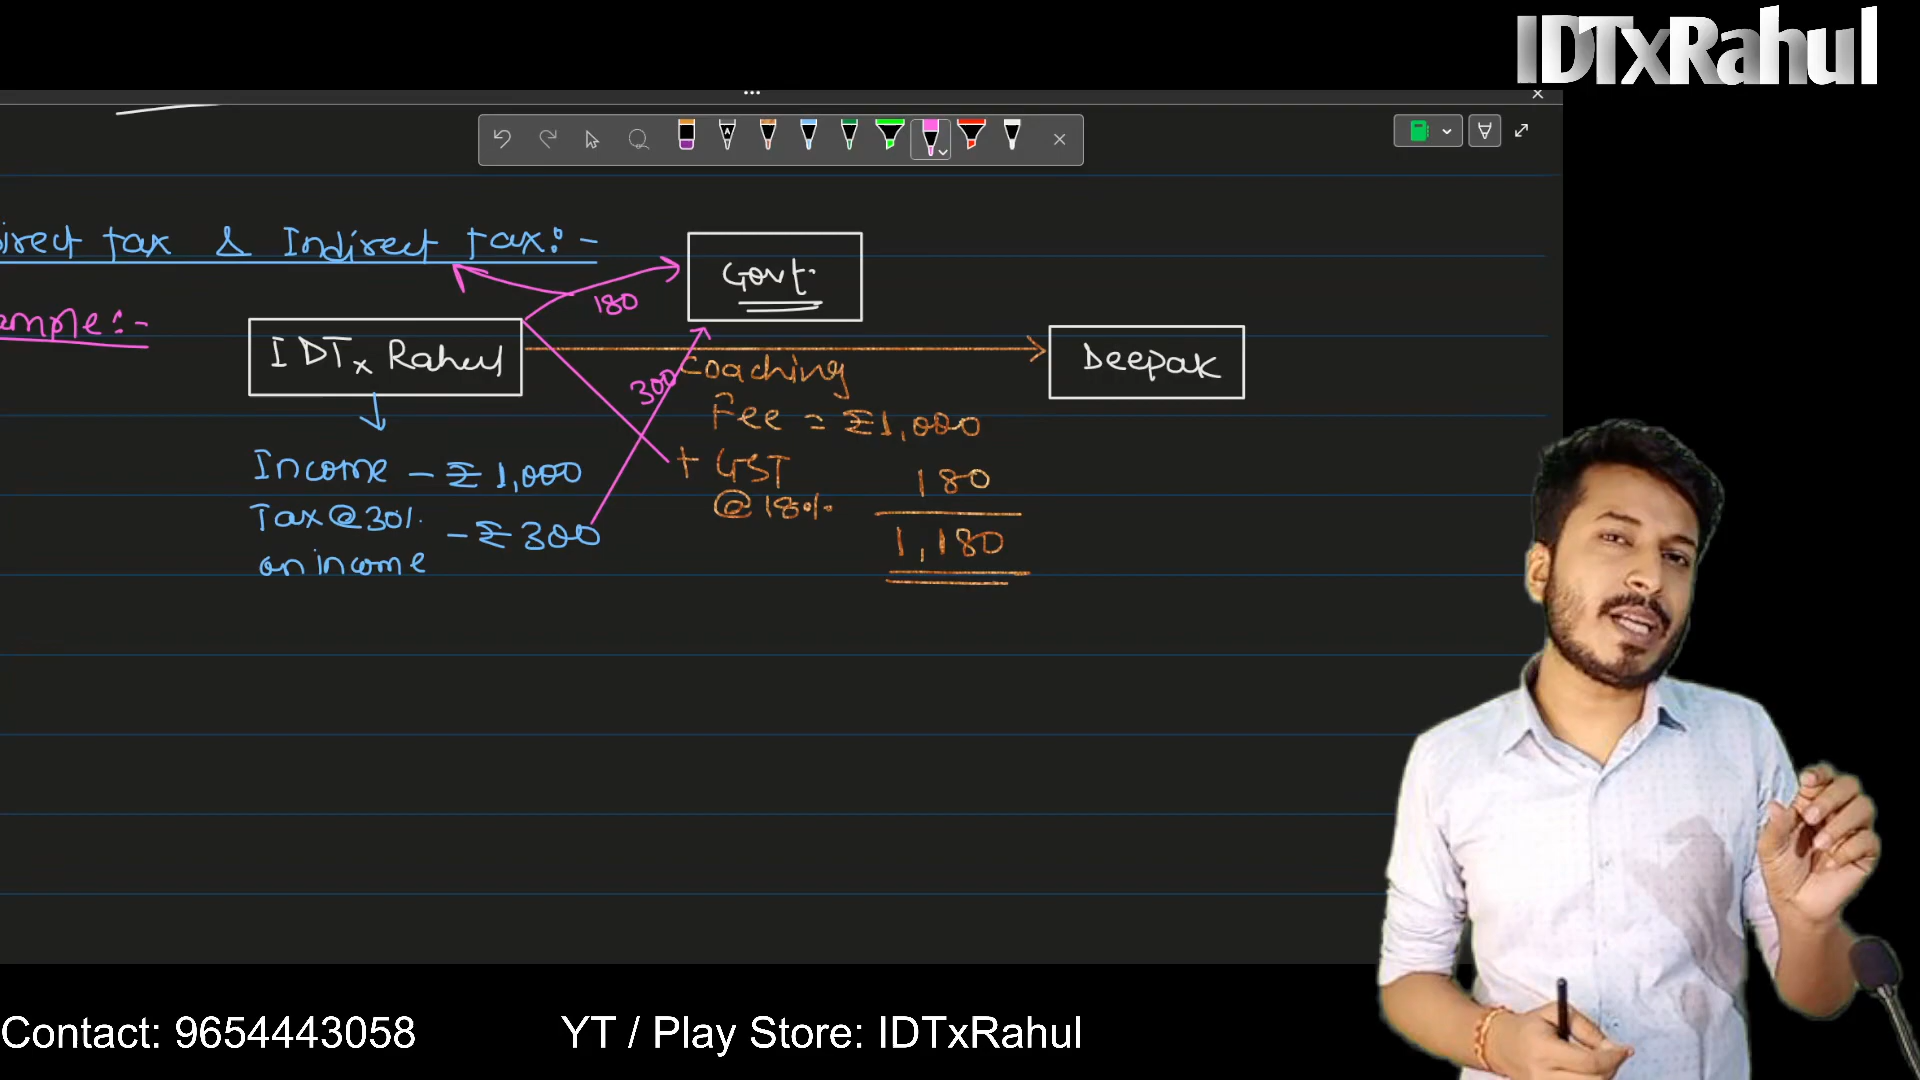 IDTxRahul
irect tax & Indirect tax:-
Govt.
180
ample:-
IDTx Rahul
Deepak
300
Coaching
Fee = ₹1,000
Income - ₹1,000
+ GST
@18%
180
Tax@30%
on income
- ₹300
1,180
Contact: 9654443058
YT / Play Store: IDTxRahul